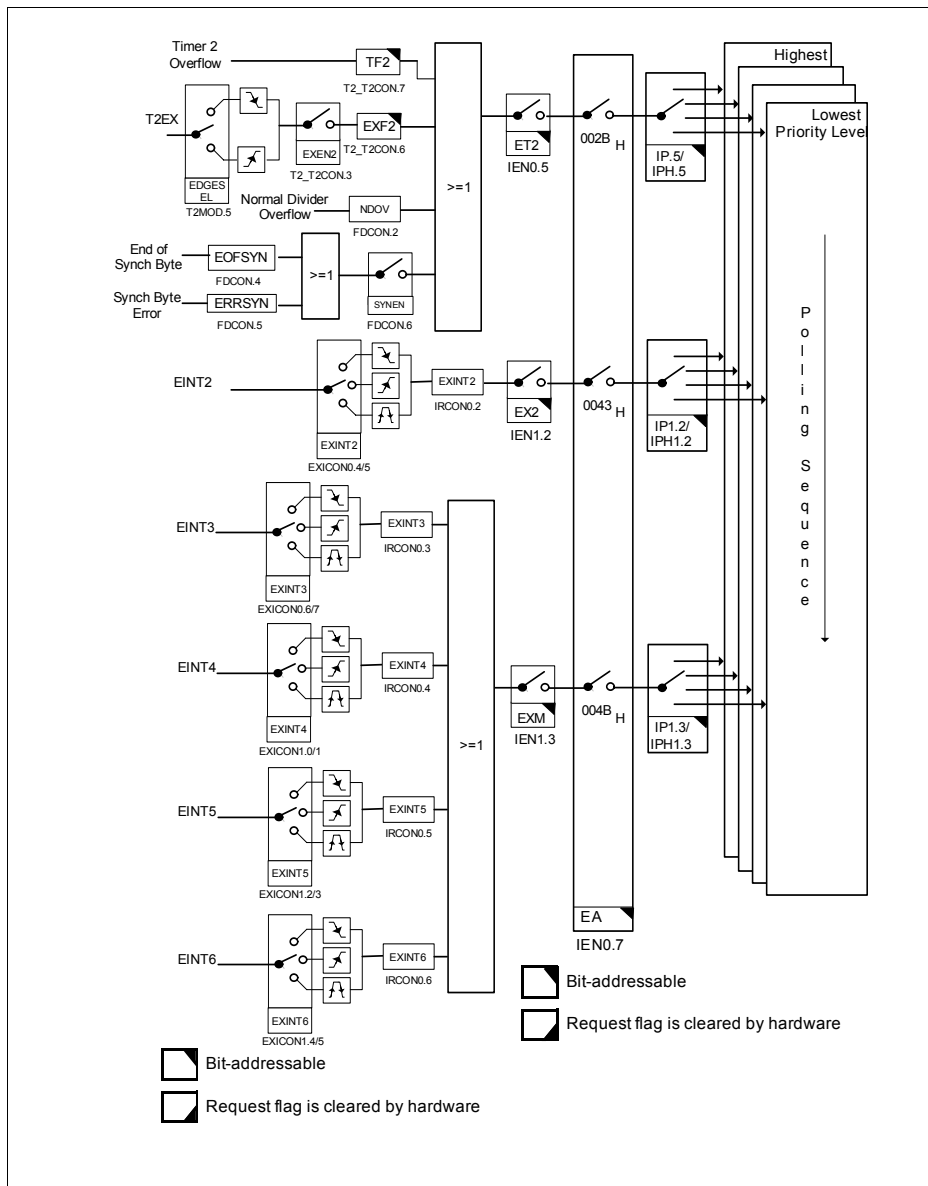 Timer 2
Overflow
TF2
T2_T2CON.7
T2EX
EDGES
EL
T2MOD.5
EXEN2
T2_T2CON.3
EXF2
T2_T2CON.6
Normal Divider
Overflow
NDOV
FDCON.2
End of
Synch Byte
EOFSYN
FDCON.4
Synch Byte
Error
ERRSYN
FDCON.5
>=1
SYNEN
FDCON.6
>=1
ET2
IEN0.5
002B H
IP.5/
IPH.5
Highest
Lowest
Priority Level
Polling Sequence
EINT2
EXINT2
EXICON0.4/5
EXINT2
IRCON0.2
EX2
IEN1.2
0043 H
IP1.2/
IPH1.2
EINT3
EXINT3
EXICON0.6/7
EXINT3
IRCON0.3
EINT4
EXINT4
EXICON1.0/1
EXINT4
IRCON0.4
EINT5
EXINT5
EXICON1.2/3
EXINT5
IRCON0.5
EINT6
EXINT6
EXICON1.4/5
EXINT6
IRCON0.6
>=1
EXM
IEN1.3
004B H
IP1.3/
IPH1.3
EA
IEN0.7
Bit-addressable
Request flag is cleared by hardware
Bit-addressable
Request flag is cleared by hardware